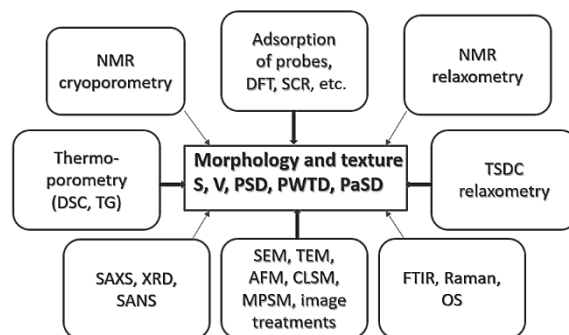 NMR
cryoporometry
Adsorption
of probes,
DFT, SCR, etc.
NMR
relaxometry
Thermo-
porometry
(DSC, TG)
Morphology and texture
S, V, PSD, PWTD, PaSD
TSDC
relaxometry
SAXS, XRD,
SANS
SEM, TEM,
AFM, CLSM,
MPSM, image
treatments
FTIR, Raman,
OS